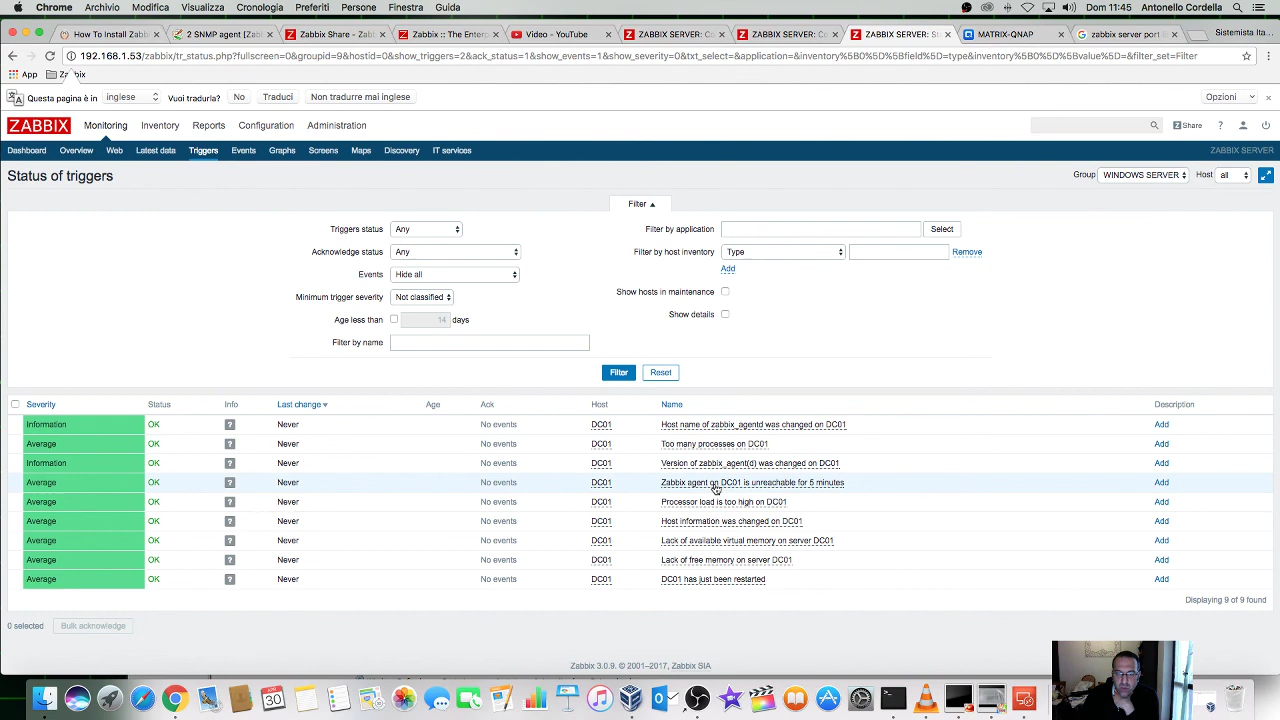 Chrome Archivio Modifica Visualizza Cronologia Preferiti Persone Finestra Guida Dom 11:45 Antonello Cordella
How To Install Zabbi 2 SNMP agent [Zabbix Zabbix Share - Zabbi Zabbix :: The Enterp Video - YouTube ZABBIX SERVER: Co ZABBIX SERVER: Co ZABBIX SERVER: St MATRIX-QNAP zabbix server port Sistemista Ita...
192.168.1.53/zabbix/tr_status.php?fullscreen=0&groupid=9&hostid=0&show_triggers=2&ack_status=1&show_events=1&show_severity=0&txt_select=&application=&inventory%5B0%5D%5Bfield%5D=type&inventory%5B0%5D%5Bvalue%5D=&filter_set=Filter
App Zabbix
Questa pagina è in inglese Vuoi tradurla? No Traduci Non tradurre mai inglese Opzioni
ZABBIX Monitoring Inventory Reports Configuration Administration Share ?
Dashboard Overview Web Latest data Triggers Events Graphs Screens Maps Discovery IT services ZABBIX SERVER
Status of triggers Group WINDOWS SERVER Host all
Filter
Triggers status Any Filter by application Select
Acknowledge status Any Filter by host inventory Type Remove
Add
Events Hide all
Minimum trigger severity Not classified Show hosts in maintenance
Age less than 14 days Show details
Filter by name
Filter Reset
Severity Status Info Last change Age Ack Host Name Description
Information OK ? Never No events DC01 Host name of zabbix_agentd was changed on DC01 Add
Average OK ? Never No events DC01 Too many processes on DC01 Add
Information OK ? Never No events DC01 Version of zabbix_agent(d) was changed on DC01 Add
Average OK ? Never No events DC01 Zabbix agent on DC01 is unreachable for 5 minutes Add
Average OK ? Never No events DC01 Processor load is too high on DC01 Add
Average OK ? Never No events DC01 Host information was changed on DC01 Add
Average OK ? Never No events DC01 Lack of available virtual memory on server DC01 Add
Average OK ? Never No events DC01 Lack of free memory on server DC01 Add
Average OK ? Never No events DC01 DC01 has just been restarted Add
Displaying 9 of 9 found
0 selected Bulk acknowledge
Zabbix 3.0.9. © 2001–2017, Zabbix SIA
30